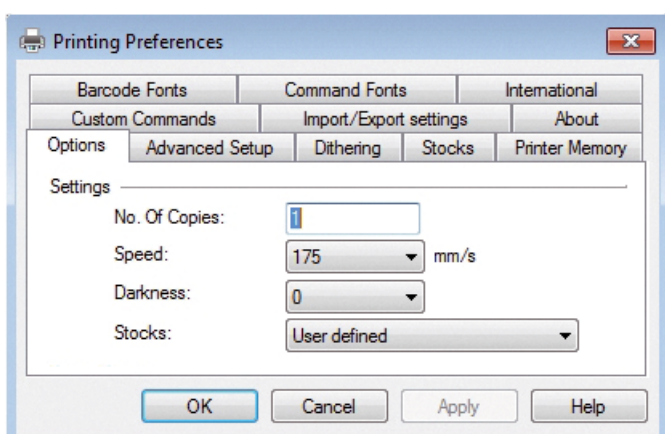 Printing Preferences
Barcode Fonts Command Fonts International
Custom Commands Import/Export settings About
Options Advanced Setup Dithering Stocks Printer Memory
Settings
No. Of Copies: 1
Speed: 175 mm/s
Darkness: 0
Stocks: User defined
OK Cancel Apply Help